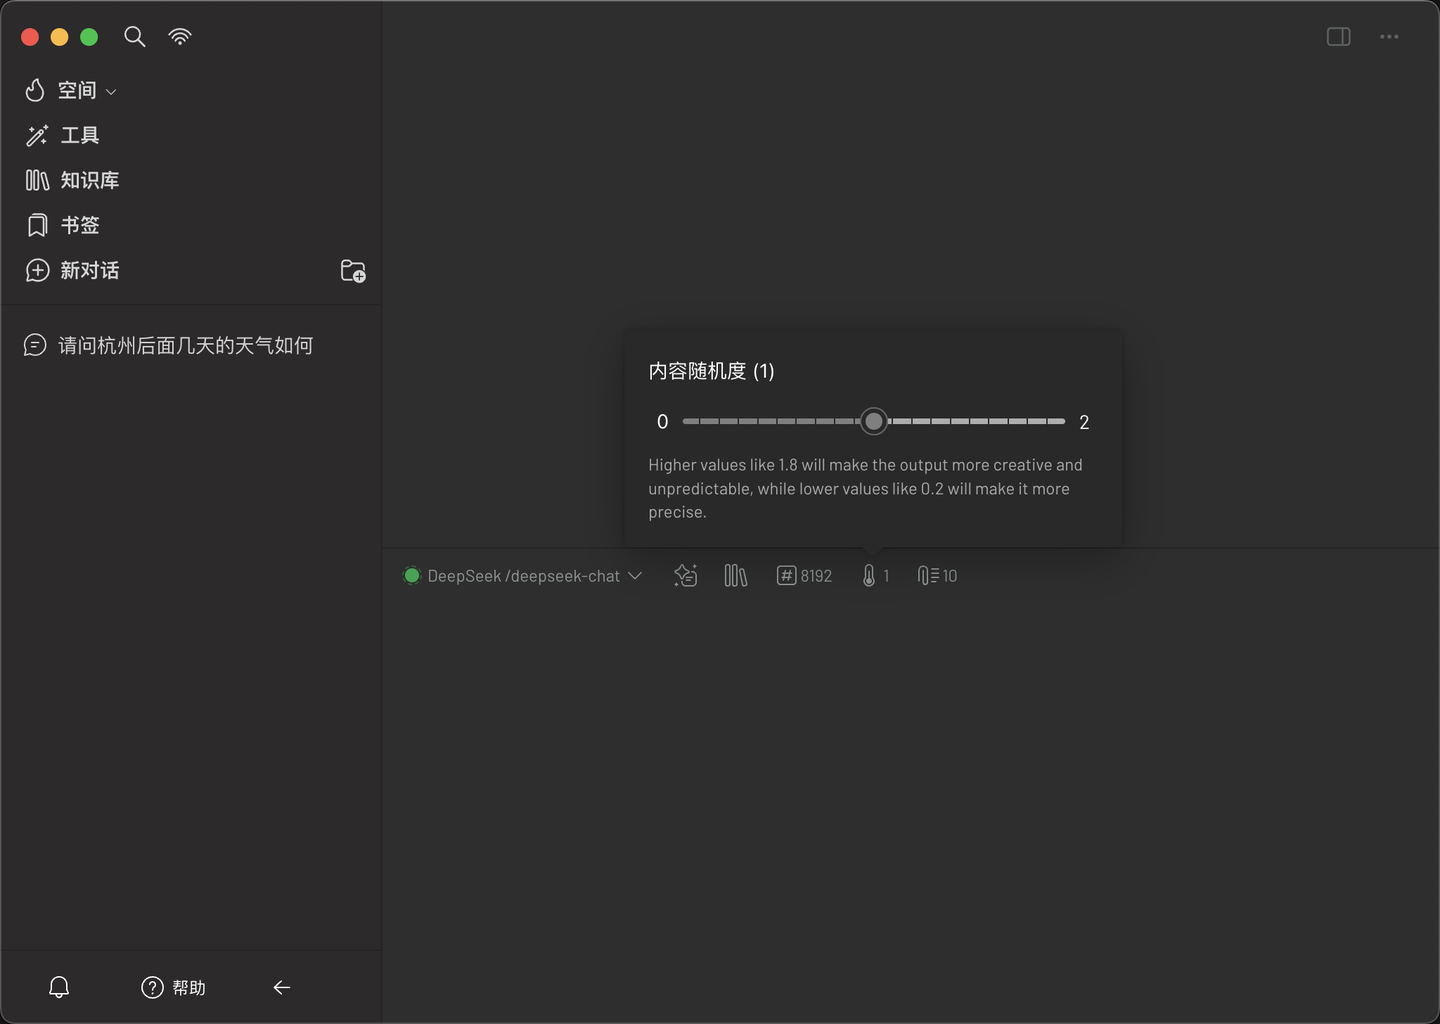 空间
工具
知识库
书签
新对话
请问杭州后面几天的天气如何
内容随机度 (1)
0
2
Higher values like 1.8 will make the output more creative and
unpredictable, while lower values like 0.2 will make it more
precise.
DeepSeek /deepseek-chat
8192
1
10
帮助